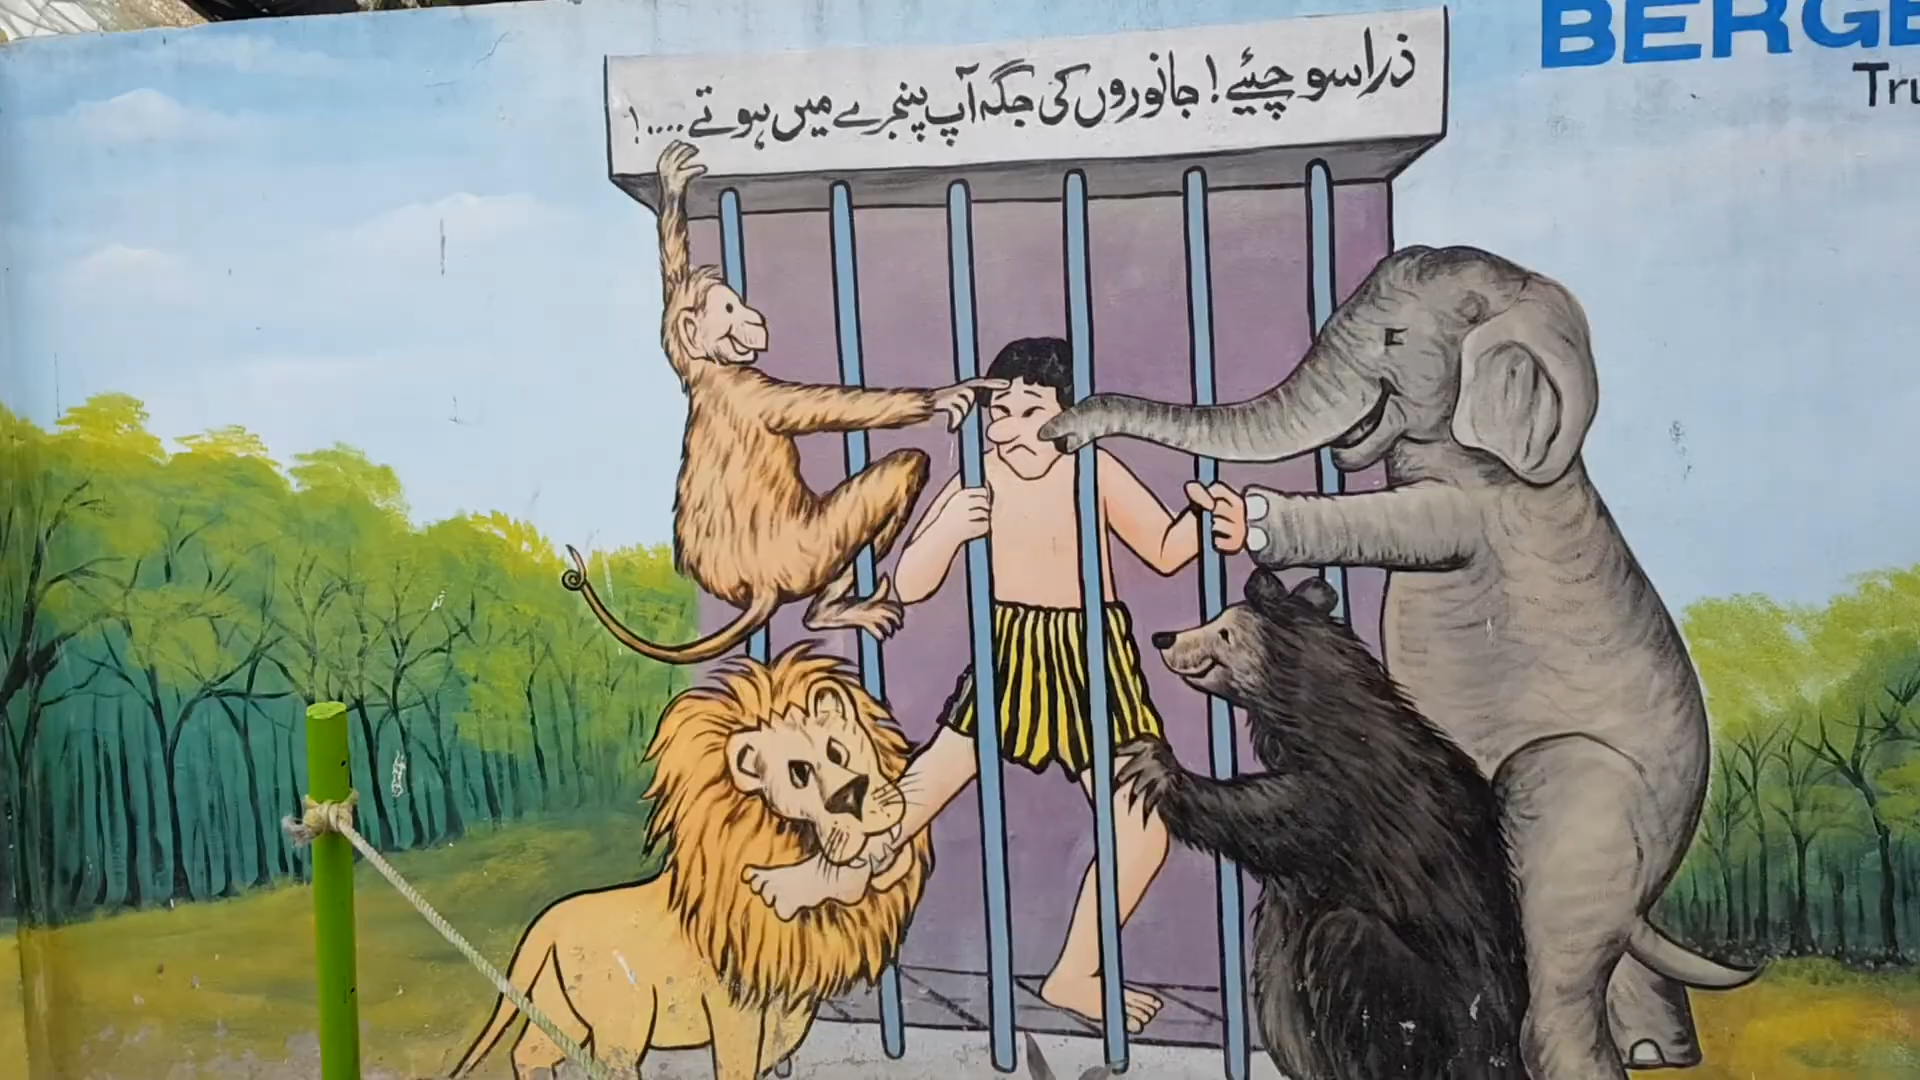 BERGE
Tru
ذرا سوچیئے! جانوروں کی جگہ آپ پنجرے میں ہوتے....!